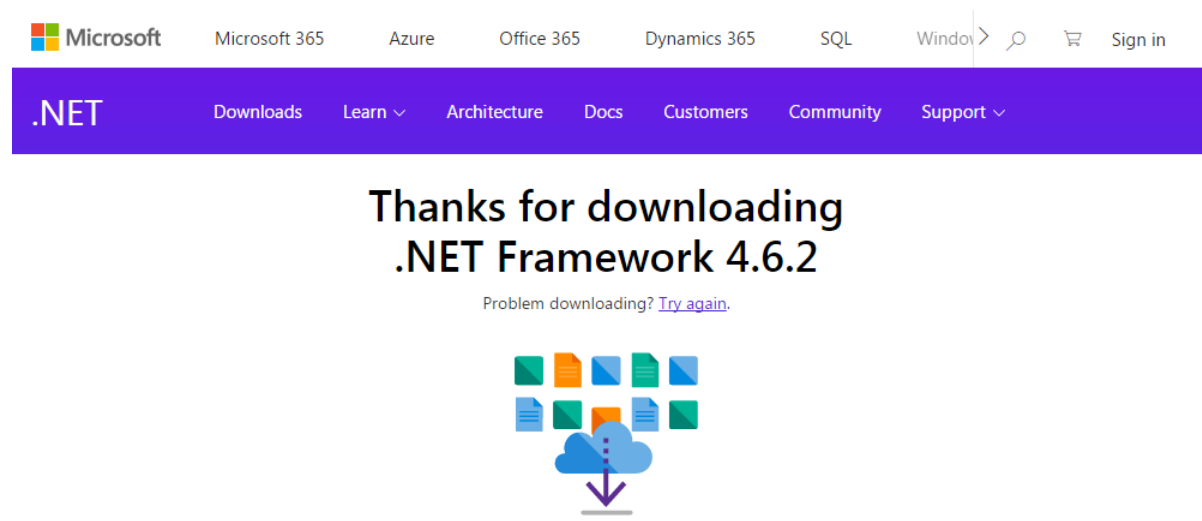 Microsoft Microsoft 365 Azure Office 365 Dynamics 365 SQL Window Sign in
.NET Downloads Learn Architecture Docs Customers Community Support
Thanks for downloading
.NET Framework 4.6.2
Problem downloading? Try again.